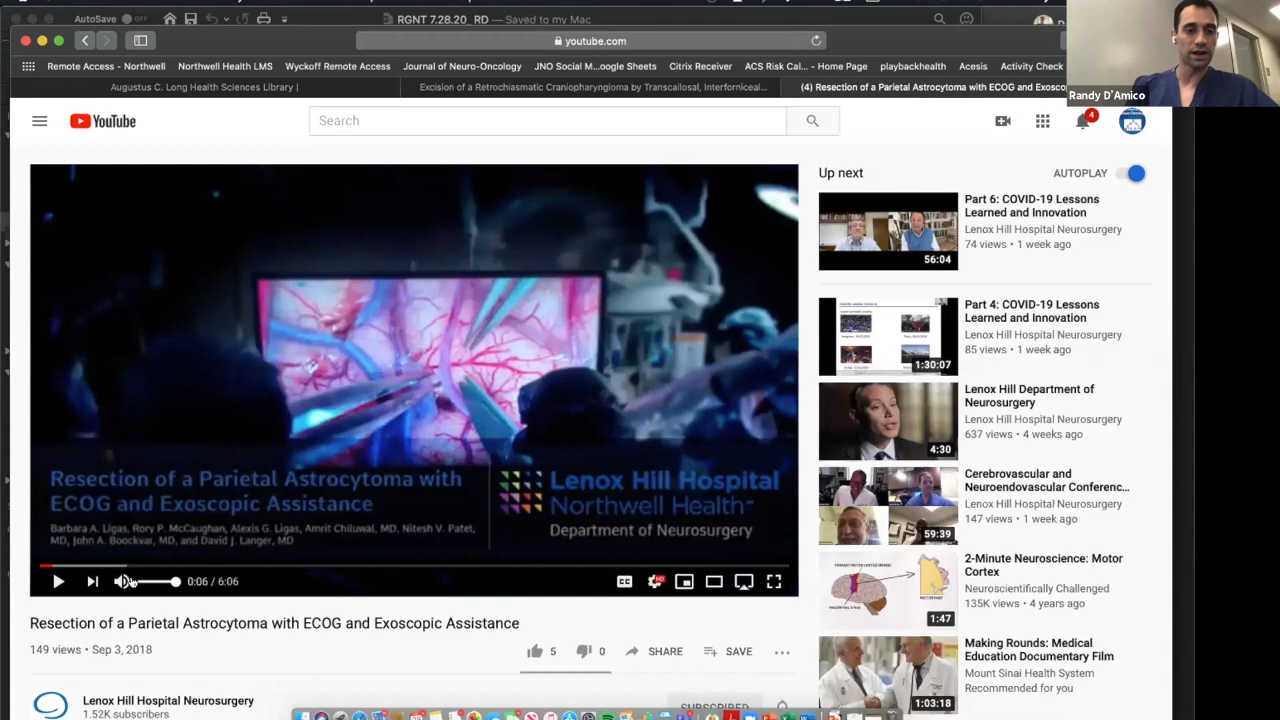 AutoSave OFF
RGNT 7.28.20_RD — Saved to my Mac
youtube.com
Remote Access - Northwell
Northwell Health LMS
Wyckoff Remote Access
Journal of Neuro-Oncology
JNO Social M...oogle Sheets
Citrix Receiver
ACS Risk Cal... - Home Page
playbackhealth
Acesis
Activity Check
Randy D'Amico
Augustus C. Long Health Sciences Library |
Excision of a Retrochiasmatic Craniopharyngioma by Transcallosal, Interforniceal...
(4) Resection of a Parietal Astrocytoma with ECOG and Exosco
YouTube
Search
4
Resection of a Parietal Astrocytoma with
ECOG and Exscopic Assistance
Barbara A. Ligas, Rory P. McCaughan, Alexis G. Ligas, Amrit Chiluwal, MD, Nitesh V. Patel,
MD, John A. Boockvar, MD, and David J. Langer, MD
Lenox Hill Hospital
Northwell Health
Department of Neurosurgery
0:06 / 6:06
CC
HD
Resection of a Parietal Astrocytoma with ECOG and Exoscopic Assistance
149 views • Sep 3, 2018
5
0
SHARE
SAVE
Lenox Hill Hospital Neurosurgery
1.52K subscribers
SUBSCRIBED
Up next
AUTOPLAY
Part 6: COVID-19 Lessons
Learned and Innovation
Lenox Hill Hospital Neurosurgery
74 views • 1 week ago
56:04
Part 4: COVID-19 Lessons
Learned and Innovation
Lenox Hill Hospital Neurosurgery
85 views • 1 week ago
1:30:07
Lenox Hill Department of
Neurosurgery
Lenox Hill Hospital Neurosurgery
637 views • 4 weeks ago
4:30
Cerebrovascular and
Neuroendovascular Conferenc...
Lenox Hill Hospital Neurosurgery
147 views • 1 week ago
59:39
2-Minute Neuroscience: Motor
Cortex
Neuroscientifically Challenged
135K views • 4 years ago
1:47
Making Rounds: Medical
Education Documentary Film
Mount Sinai Health System
Recommended for you
1:03:18